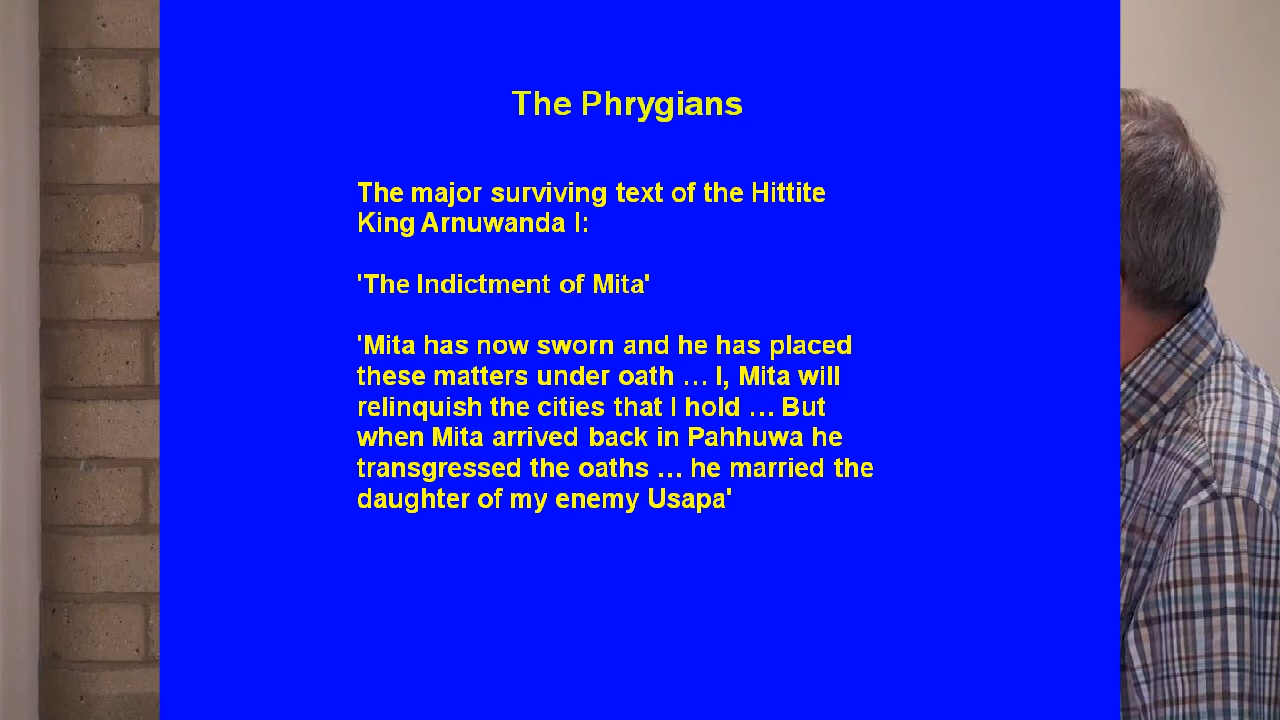 The Phrygians
The major surviving text of the Hittite
King Arnuwanda I:
'The Indictment of Mita'
'Mita has now sworn and he has placed
these matters under oath … I, Mita will
relinquish the cities that I hold … But
when Mita arrived back in Pahhuwa he
transgressed the oaths … he married the
daughter of my enemy Usapa'